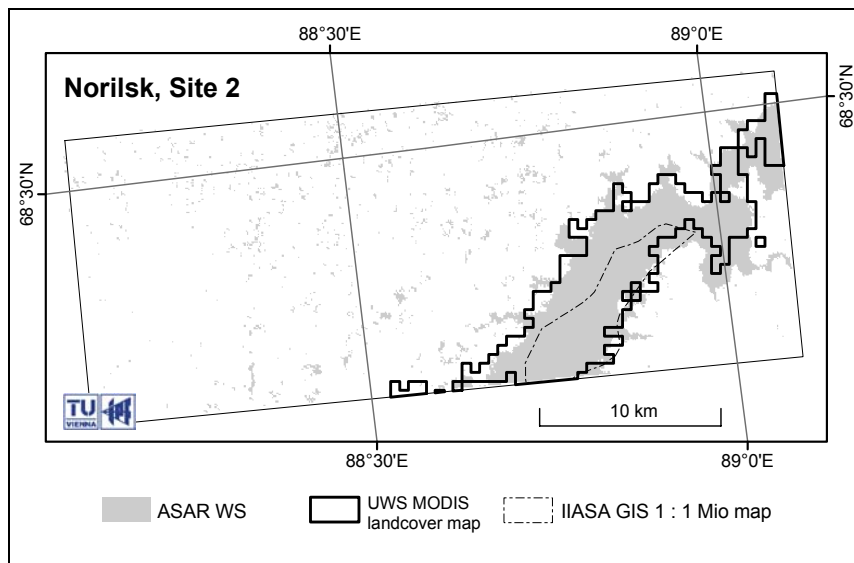 88°30'E
89°0'E
Norilsk, Site 2
68°30'N
68°30'N
TU
VIENNA
10 km
88°30'E
89°0'E
ASAR WS
UWS MODIS
landcover map
IIASA GIS 1 : 1 Mio map